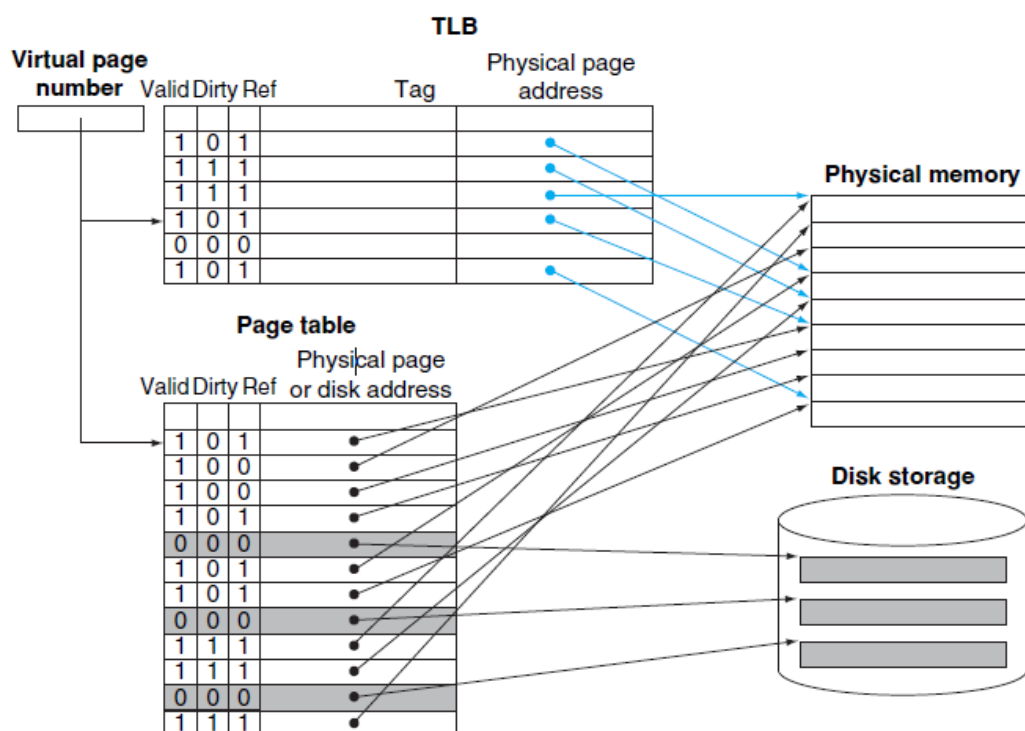 TLB
Virtual page
number
Valid Dirty Ref
Tag
Physical page
address
1 0 1
1 1 1
1 1 1
1 0 1
0 0 0
1 0 1
Physical memory
Page table
Physical page
or disk address
Valid Dirty Ref
1 0 1
1 0 0
1 0 0
1 0 1
0 0 0
1 0 1
1 0 1
0 0 0
1 1 1
1 1 1
0 0 0
1 1 1
Disk storage